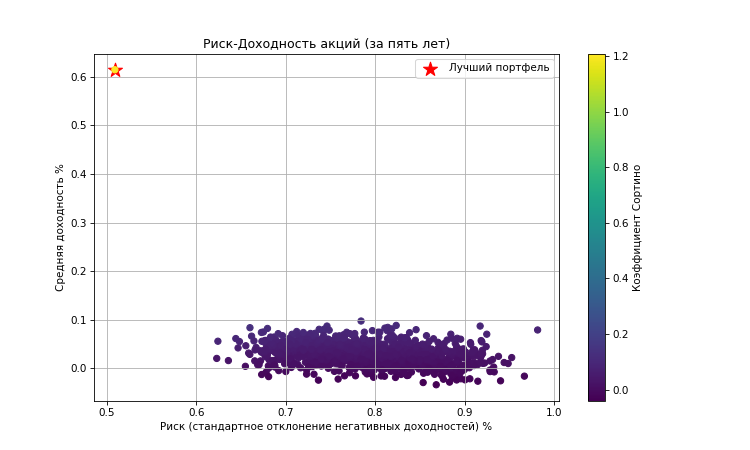 Риск-Доходность акций (за пять лет)
Лучший портфель
Средняя доходность %
0.6
0.5
0.4
0.3
0.2
0.1
0.0
0.5 0.6 0.7 0.8 0.9 1.0
Риск (стандартное отклонение негативных доходностей) %
1.2
1.0
0.8
0.6
0.4
0.2
0.0
Коэффициент Сортино